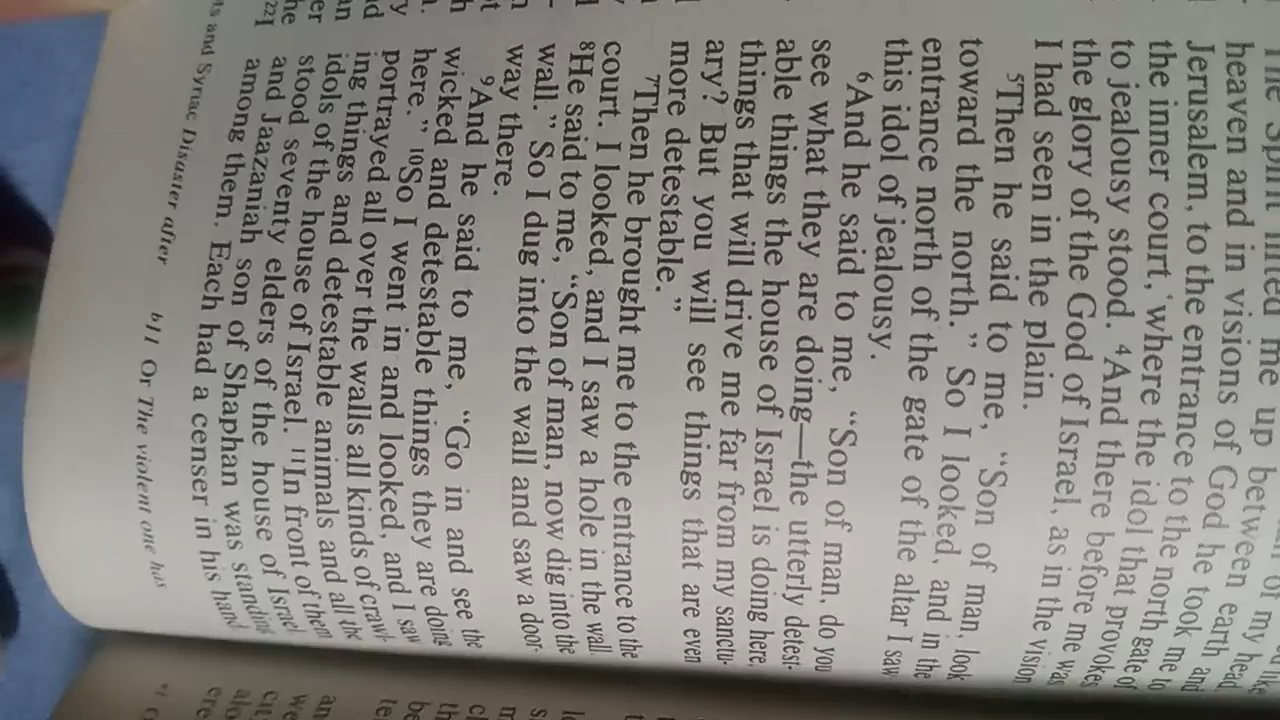 The Spirit lifted me up between earth and
heaven and in visions of God he took me to
Jerusalem, to the entrance to the north gate of
the inner court, where the idol that provokes
to jealousy stood. ⁴And there before me was
the glory of the God of Israel, as in the vision
I had seen in the plain.
⁵Then he said to me, “Son of man, look
toward the north.” So I looked, and in the
entrance north of the gate of the altar I saw
this idol of jealousy.
⁶And he said to me, “Son of man, do you
see what they are doing—the utterly detest-
able things the house of Israel is doing here,
things that will drive me far from my sanctu-
ary? But you will see things that are even
more detestable.”
⁷Then he brought me to the entrance to the
court. I looked, and I saw a hole in the wall.
⁸He said to me, “Son of man, now dig into the
wall.” So I dug into the wall and saw a door-
way there.
⁹And he said to me, “Go in and see the
wicked and detestable things they are doing
here.” ¹⁰So I went in and looked, and I saw
portrayed all over the walls all kinds of crawl-
ing things and detestable animals and all the
idols of the house of Israel. ¹¹In front of them
stood seventy elders of the house of Israel,
and Jaazaniah son of Shaphan was standing
among them. Each had a censer in his hand
and Syriac Disaster after
b11 Or The violent one has